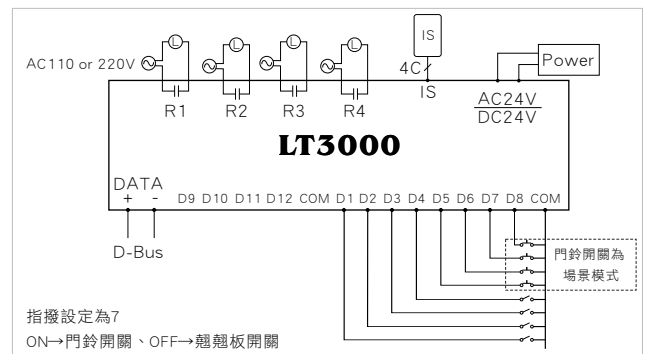 IS
AC110 or 220V
L L L L
4C
Power
R1 R2 R3 R4 IS
AC24V
DC24V
LT3000
DATA
+ -
D9 D10 D11 D12 COM D1 D2 D3 D4 D5 D6 D7 D8 COM
D-Bus
門鈴開關為
場景模式
指撥設定為7
ON→門鈴開關、OFF→翹翹板開關